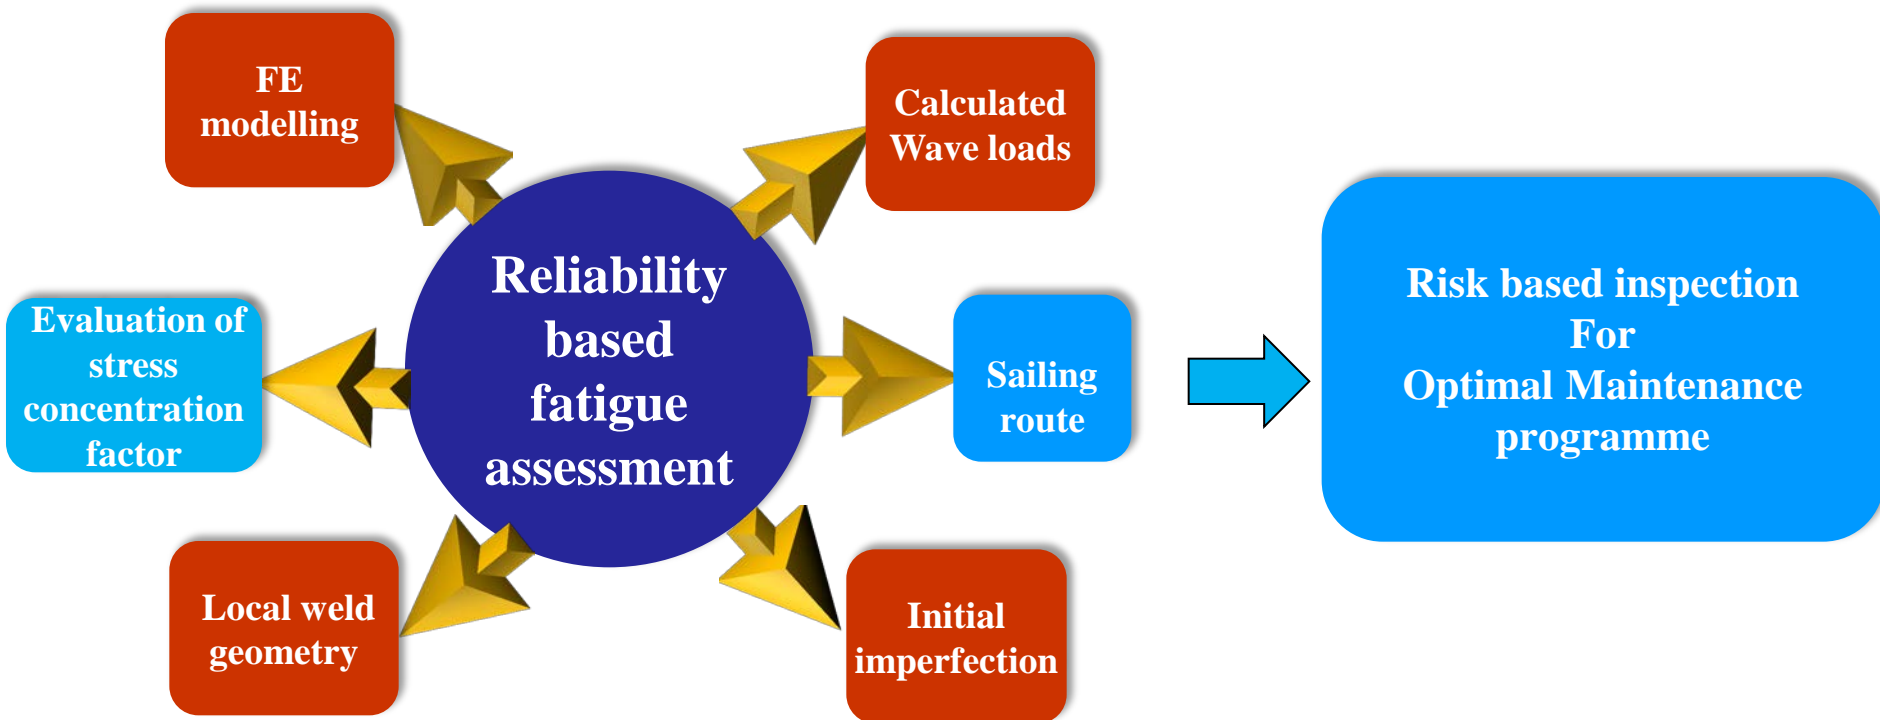 FE
modelling
Calculated
Wave loads
Reliability
based
fatigue
assessment
Evaluation of
stress
concentration
factor
Sailing
route
Local weld
geometry
Initial
imperfection
Risk based inspection
For
Optimal Maintenance
programme